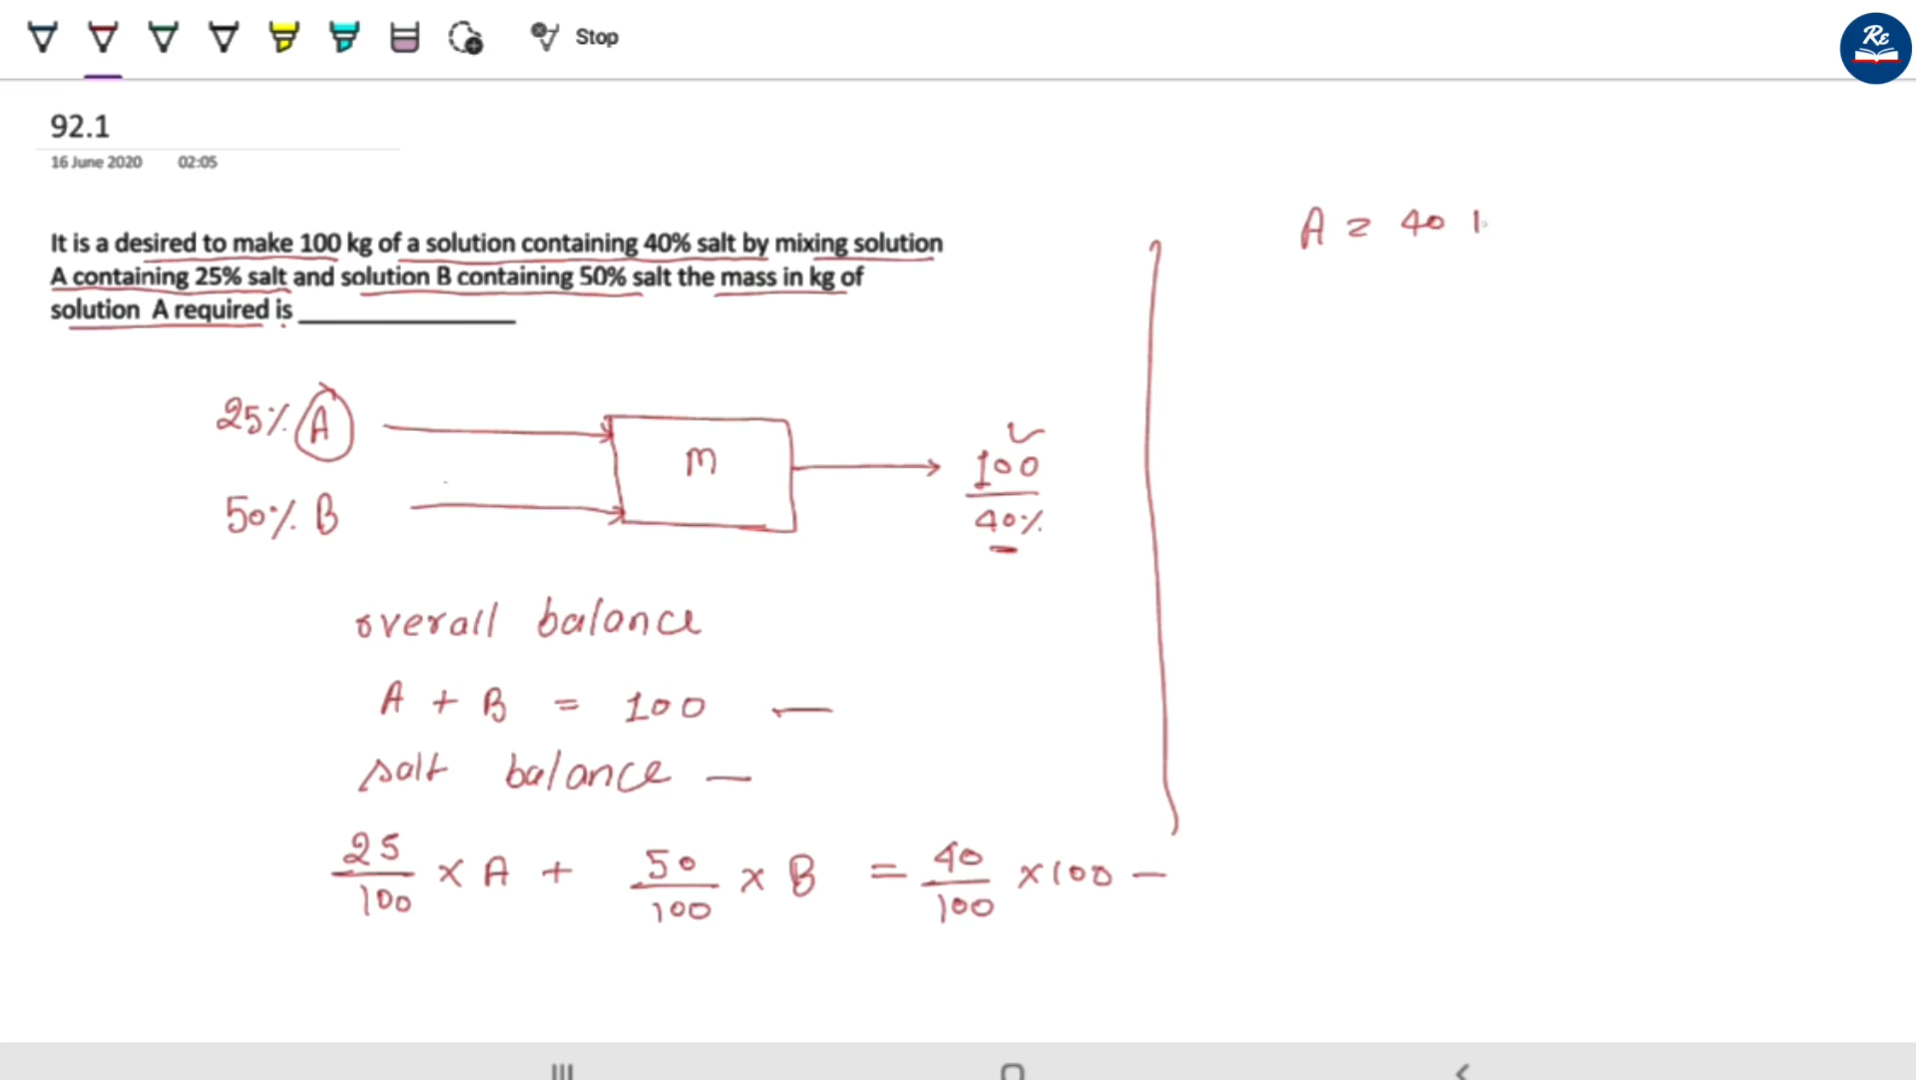 Stop
Re
92.1
16 June 2020 02:05
It is a desired to make 100 kg of a solution containing 40% salt by mixing solution
A containing 25% salt and solution B containing 50% salt the mass in kg of
solution A required is _______________
25% A
50% B
m
100
40%
overall balance
A + B = 100 —
salt balance —
25/100 × A + 50/100 × B = 40/100 × 100 —
A = 40